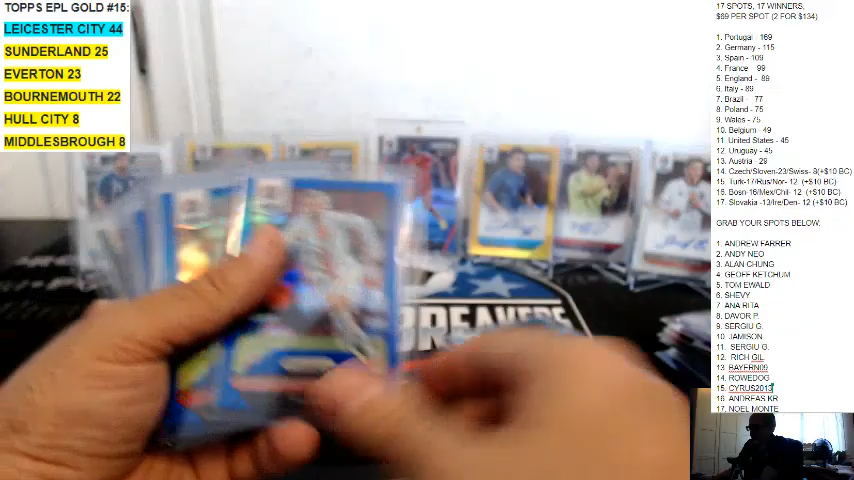 TOPPS EPL GOLD #15:
LEICESTER CITY 44
SUNDERLAND 25
EVERTON 23
BOURNEMOUTH 22
HULL CITY 8
MIDDLESBROUGH 8
17 SPOTS, 17 WINNERS,
$69 PER SPOT (2 FOR $134)
1. Portugal - 169
2. Germany - 115
3. Spain - 109
4. France - 99
5. England - 89
6. Italy - 89
7. Brazil - 77
8. Poland - 75
9. Wales - 75
10. Belgium - 49
11. United States - 45
12. Uruguay - 45
13. Austria - 29
14. Czech/Sloven-23/Swiss- 8(+$10 BC)
15. Turk-17/Rus/Nor- 12 (+$10 BC)
16. Bosn-16/Mex/Chil- 12 (+$10 BC)
17. Slovakia -13/Ire/Den- 12 (+$10 BC)
GRAB YOUR SPOTS BELOW:
1. ANDREW FARRER
2. ANDY NEO
3. ALAN CHUNG
4. GEOFF KETCHUM
5. TOM EWALD
6. SHEVY
7. ANA RITA
8. DAVOR P.
9. SERGIU G.
10. JAMISON
11. SERGIU G.
12. RICH GIL
13 BAYERN09
14. ROWEDOG
15. CYRUS2013
16. ANDREAS KR
17. NOEL MONTE
BREAKERS